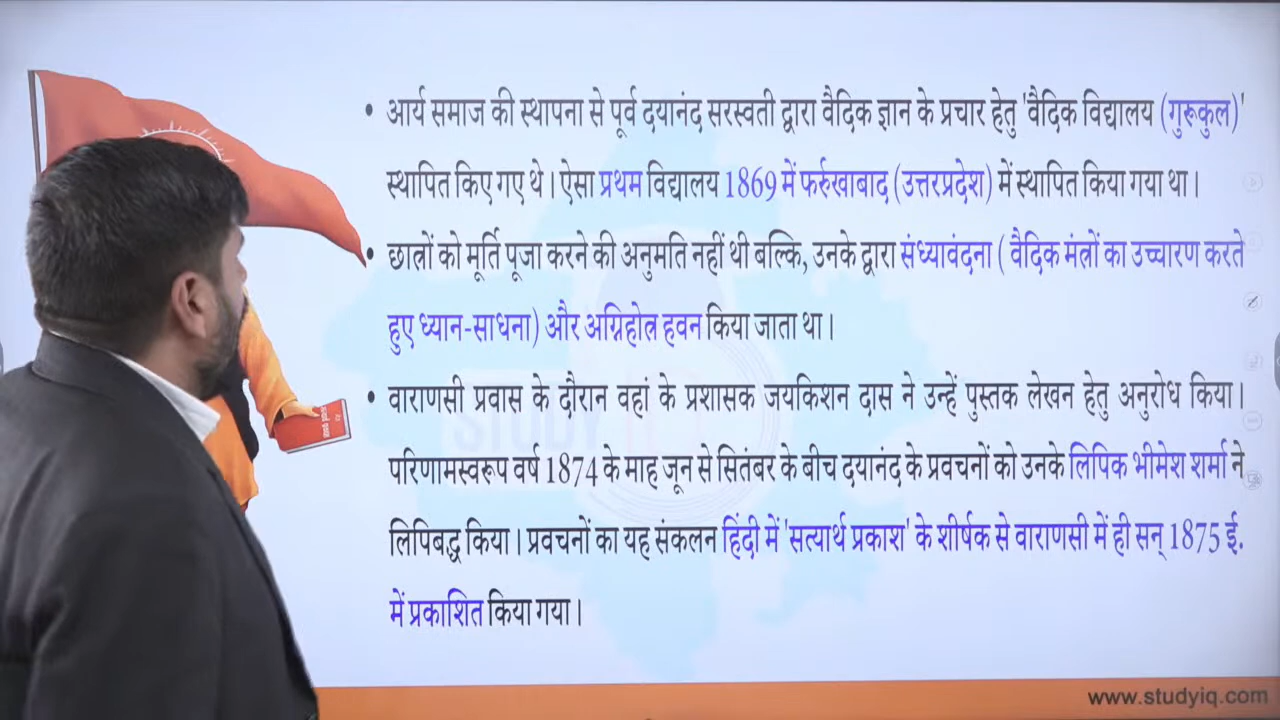 • आर्य समाज की स्थापना से पूर्व दयानंद सरस्वती द्वारा वैदिक ज्ञान के प्रचार हेतु 'वैदिक विद्यालय (गुरूकुल)'
स्थापित किए गए थे। ऐसा प्रथम विद्यालय 1869 में फर्रुखाबाद (उत्तरप्रदेश) में स्थापित किया गया था।
• छात्रों को मूर्ति पूजा करने की अनुमति नहीं थी बल्कि, उनके द्वारा संध्यावंदना ( वैदिक मंत्रों का उच्चारण करते
हुए ध्यान-साधना) और अग्निहोत्र हवन किया जाता था।
• वाराणसी प्रवास के दौरान वहां के प्रशासक जयकिशन दास ने उन्हें पुस्तक लेखन हेतु अनुरोध किया।
परिणामस्वरूप वर्ष 1874 के माह जून से सितंबर के बीच दयानंद के प्रवचनों को उनके लिपिक भीमेश शर्मा ने
लिपिबद्ध किया। प्रवचनों का यह संकलन हिंदी में 'सत्यार्थ प्रकाश' के शीर्षक से वाराणसी में ही सन् 1875 ई.
में प्रकाशित किया गया।
www.studyiq.com